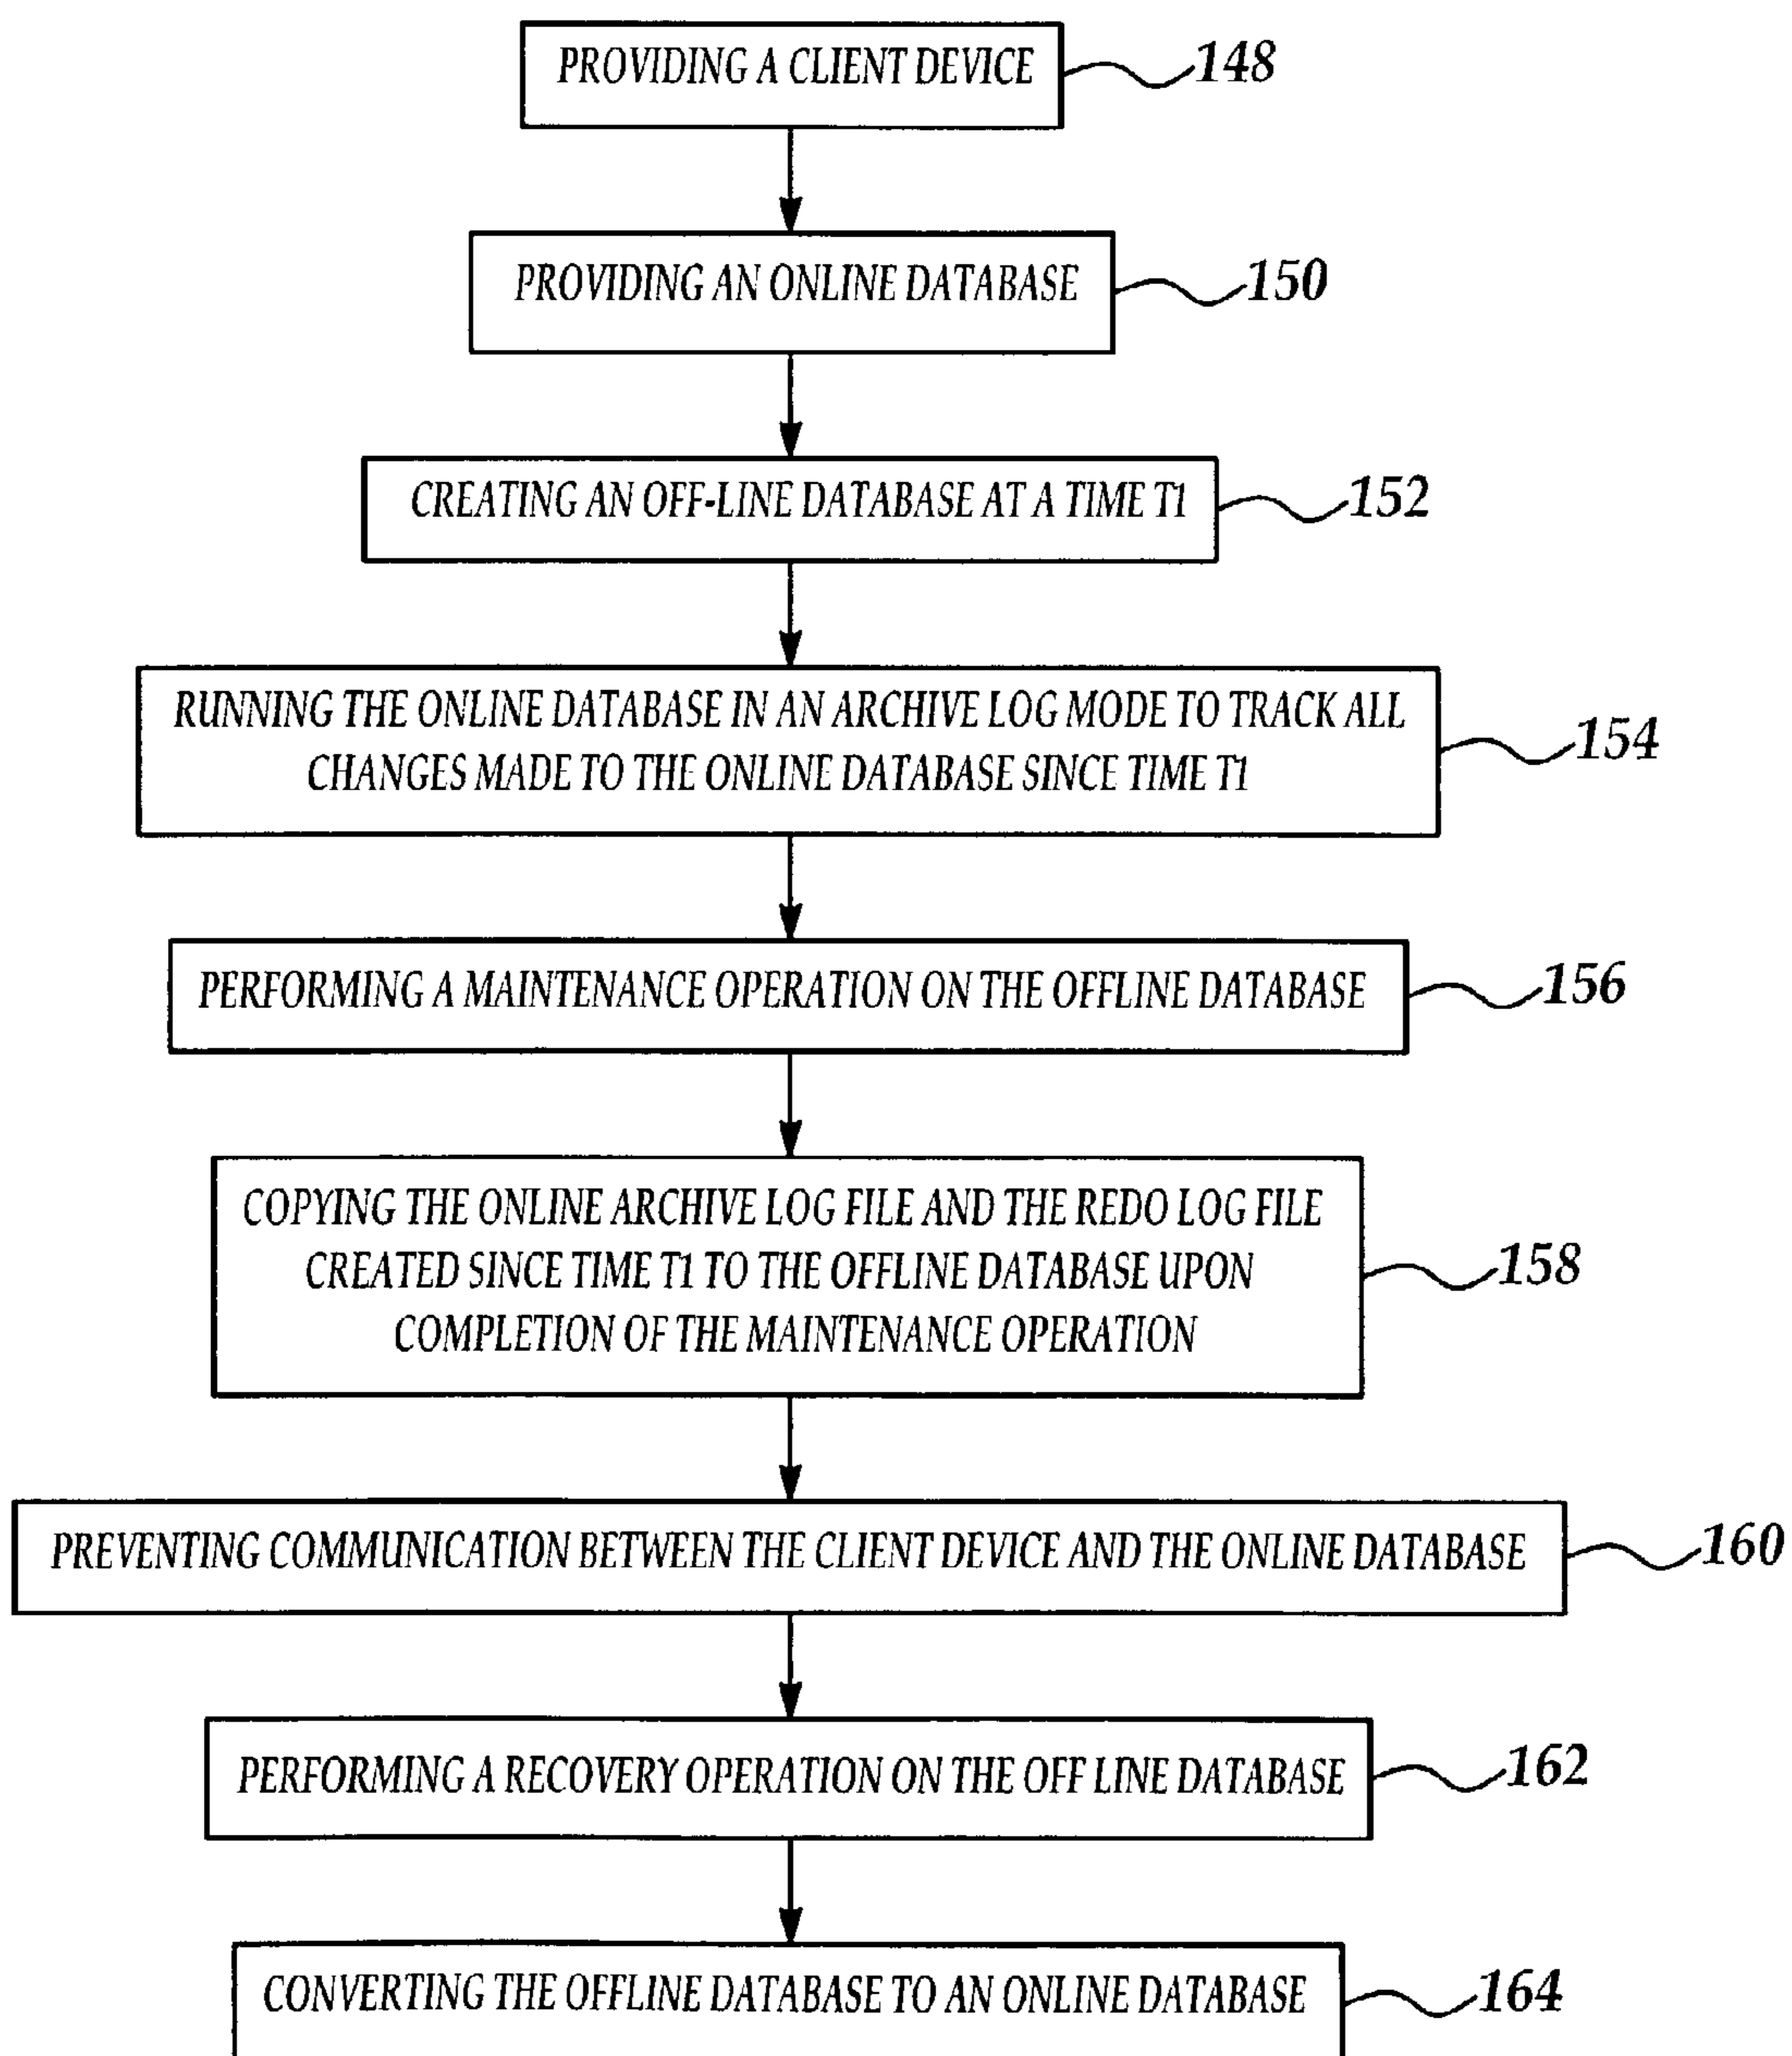 PROVIDING A CLIENT DEVICE
148
PROVIDING AN ONLINE DATABASE
150
CREATING AN OFF-LINE DATABASE AT A TIME T1
152
RUNNING THE ONLINE DATABASE IN AN ARCHIVE LOG MODE TO TRACK ALL
CHANGES MADE TO THE ONLINE DATABASE SINCE TIME T1
154
PERFORMING A MAINTENANCE OPERATION ON THE OFFLINE DATABASE
156
COPYING THE ONLINE ARCHIVE LOG FILE AND THE REDO LOG FILE
CREATED SINCE TIME T1 TO THE OFFLINE DATABASE UPON
COMPLETION OF THE MAINTENANCE OPERATION
158
PREVENTING COMMUNICATION BETWEEN THE CLIENT DEVICE AND THE ONLINE DATABASE
160
PERFORMING A RECOVERY OPERATION ON THE OFF LINE DATABASE
162
CONVERTING THE OFFLINE DATABASE TO AN ONLINE DATABASE
164